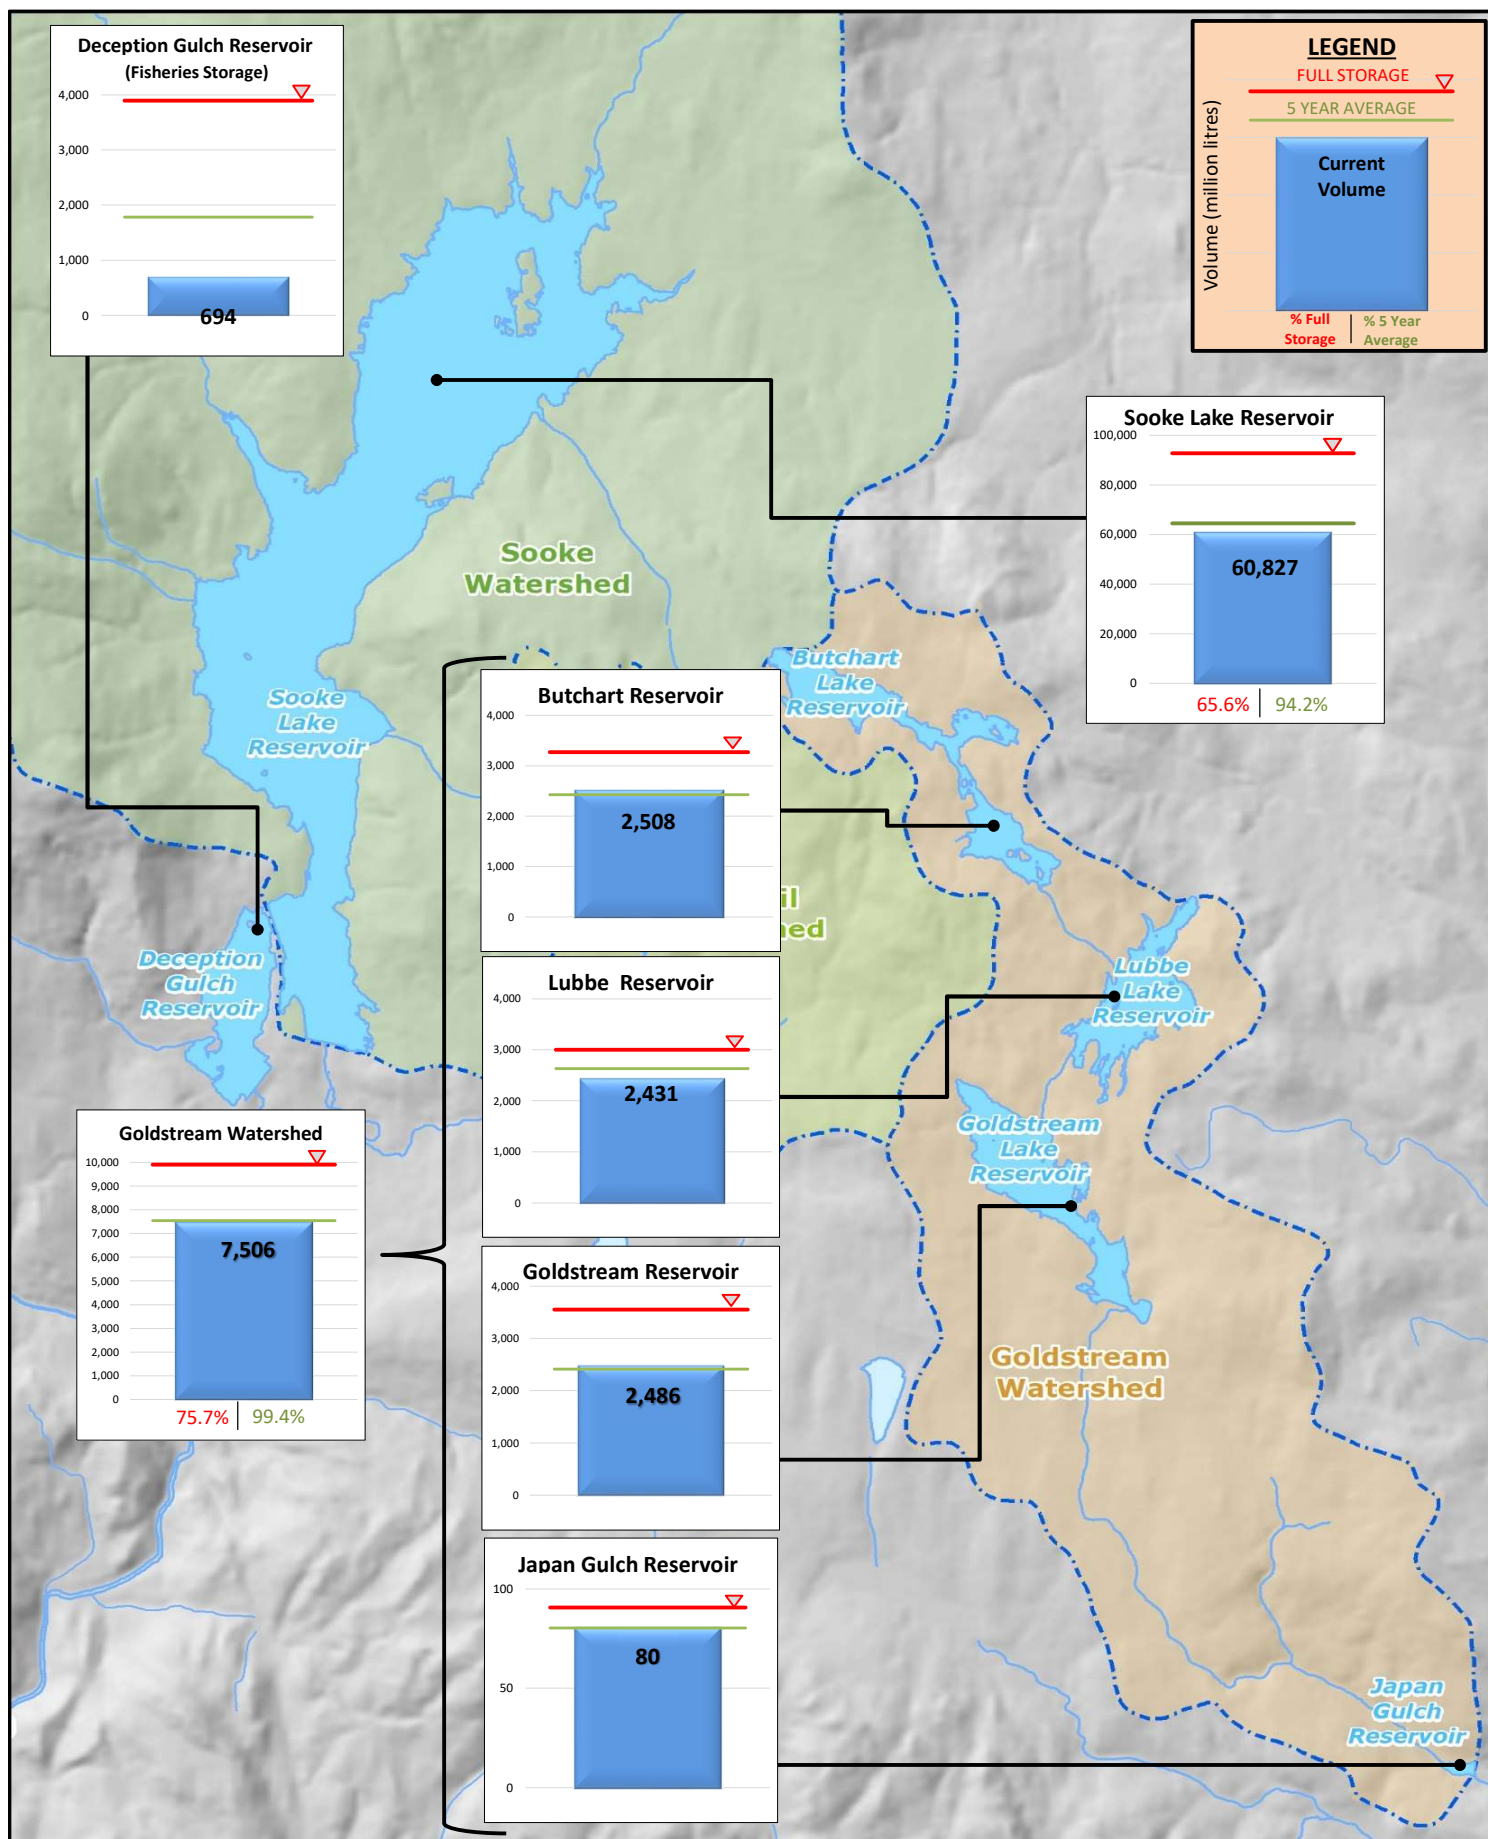 Deception Gulch Reservoir
(Fisheries Storage)
4,000
3,000
2,000
1,000
0
694
LEGEND
FULL STORAGE
5 YEAR AVERAGE
Volume (million litres)
Current
Volume
% Full
Storage
% 5 Year
Average
Sooke Lake Reservoir
100,000
80,000
60,000
40,000
20,000
0
60,827
65.6%
94.2%
Sooke
Watershed
Sooke
Lake
Reservoir
Butchart
Lake
Reservoir
Butchart Reservoir
4,000
3,000
2,000
1,000
0
2,508
il
ed
Deception
Gulch
Reservoir
Lubbe
Lake
Reservoir
Lubbe Reservoir
4,000
3,000
2,000
1,000
0
2,431
Goldstream
Lake
Reservoir
Goldstream Watershed
10,000
9,000
8,000
7,000
6,000
5,000
4,000
3,000
2,000
1,000
0
7,506
75.7%
99.4%
Goldstream Reservoir
4,000
3,000
2,000
1,000
0
2,486
Goldstream
Watershed
Japan Gulch Reservoir
100
50
0
80
Japan
Gulch
Reservoir